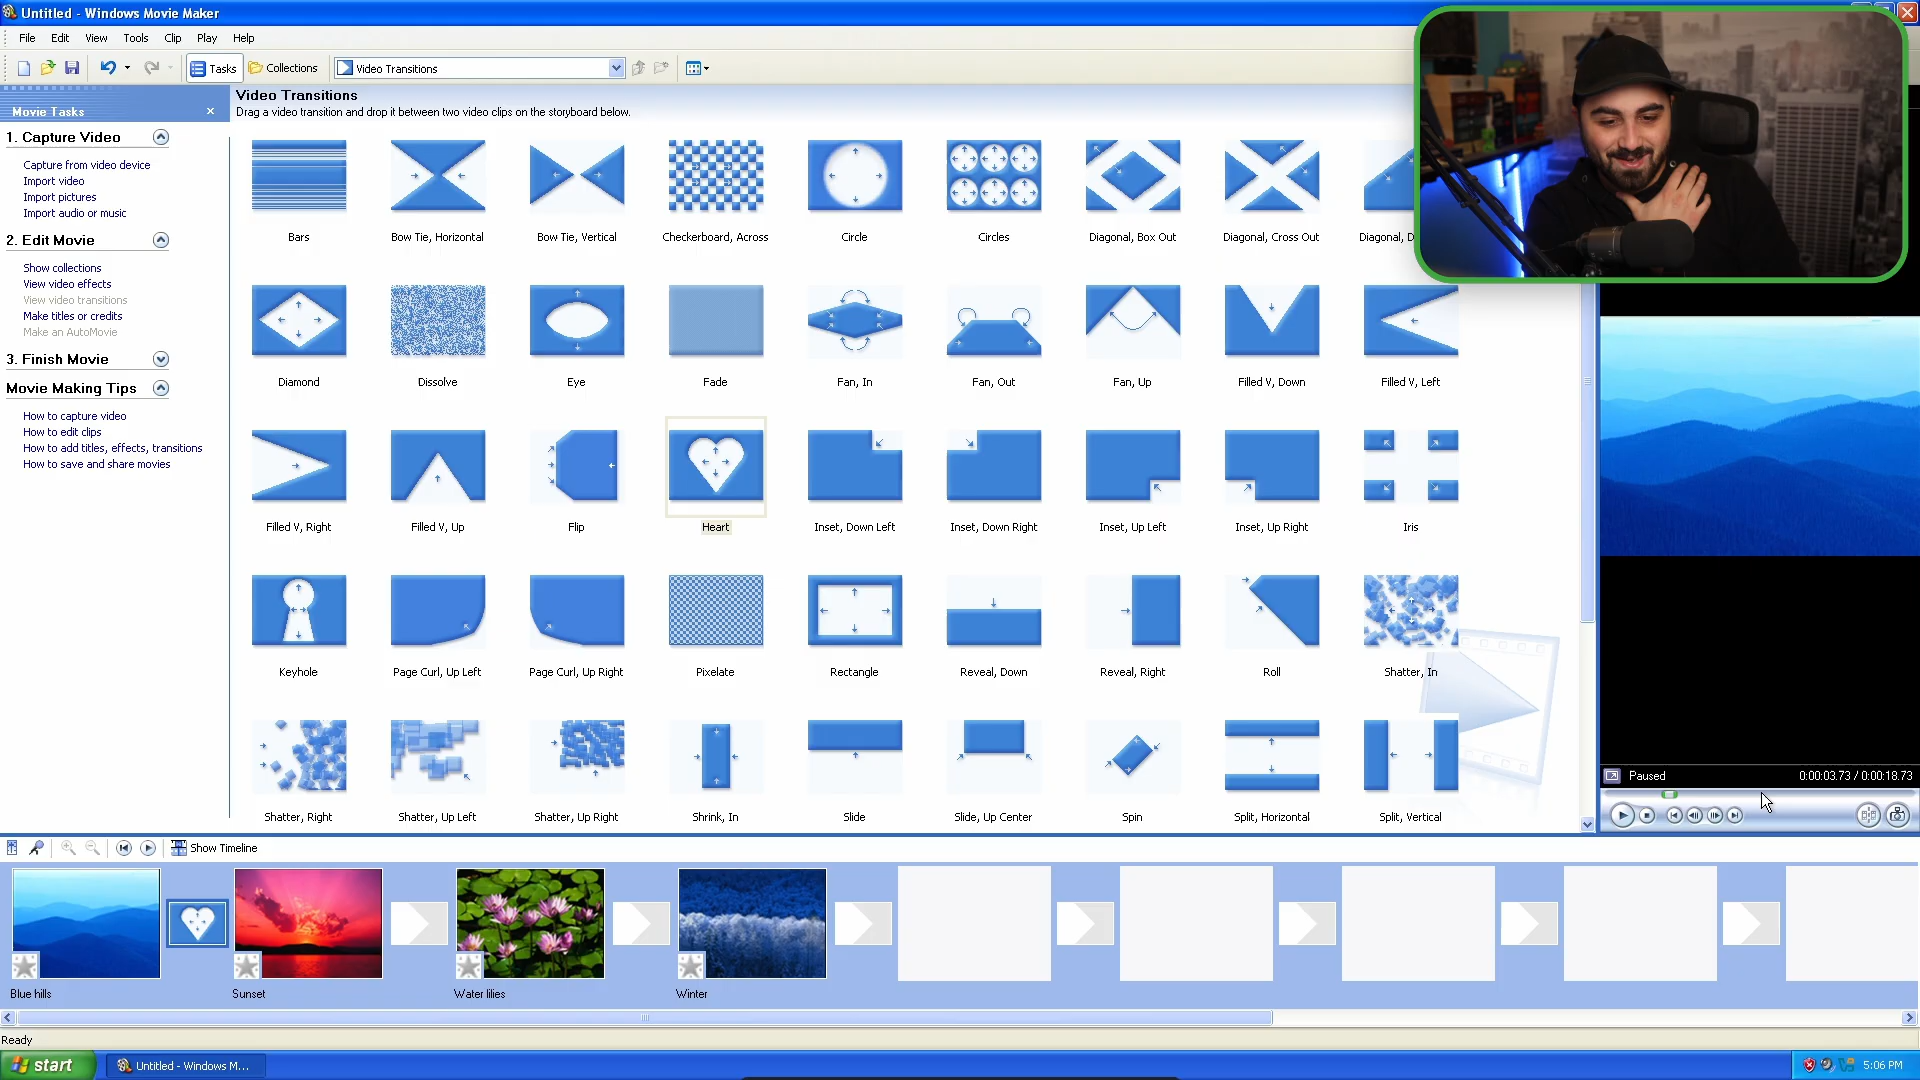 Untitled - Windows Movie Maker
File Edit View Tools Clip Play Help
Tasks Collections Video Transitions
Movie Tasks
Video Transitions
Drag a video transition and drop it between two video clips on the storyboard below.
1. Capture Video
Capture from video device
Import video
Import pictures
Import audio or music
2. Edit Movie
Show collections
View video effects
View video transitions
Make titles or credits
Make an AutoMovie
3. Finish Movie
Movie Making Tips
How to capture video
How to edit clips
How to add titles, effects, transitions
How to save and share movies
Bars Bow Tie, Horizontal Bow Tie, Vertical Checkerboard, Across Circle Circles Diagonal, Box Out Diagonal, Cross Out Diagonal, D
Diamond Dissolve Eye Fade Fan, In Fan, Out Fan, Up Filled V, Down Filled V, Left
Filled V, Right Filled V, Up Flip Heart Inset, Down Left Inset, Down Right Inset, Up Left Inset, Up Right Iris
Keyhole Page Curl, Up Left Page Curl, Up Right Pixelate Rectangle Reveal, Down Reveal, Right Roll Shatter, In
Shatter, Right Shatter, Up Left Shatter, Up Right Shrink, In Slide Slide, Up Center Spin Split, Horizontal Split, Vertical
Paused 0:00:03.73 / 0:00:18.73
Show Timeline
Blue hills Sunset Water lilies Winter
Ready
start Untitled - Windows M... 5:06 PM